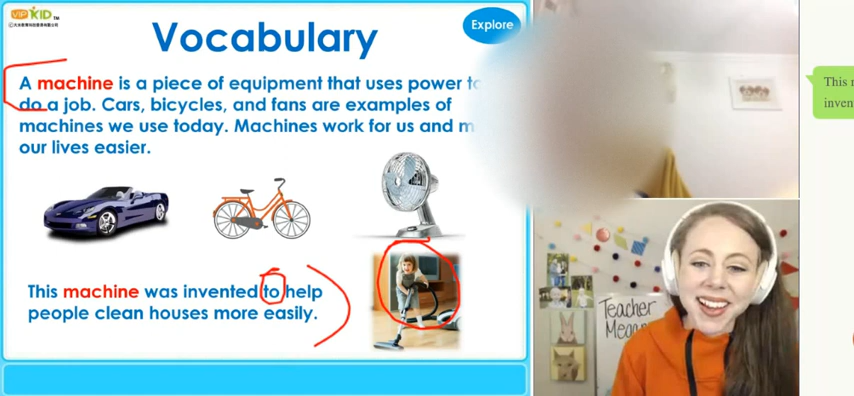 VIPKID TM
Vocabulary
Explore
A machine is a piece of equipment that uses power
do a job. Cars, bicycles, and fans are examples of
machines we use today. Machines work for us and
our lives easier.
This machine was invented to help
people clean houses more easily.
Teacher
This